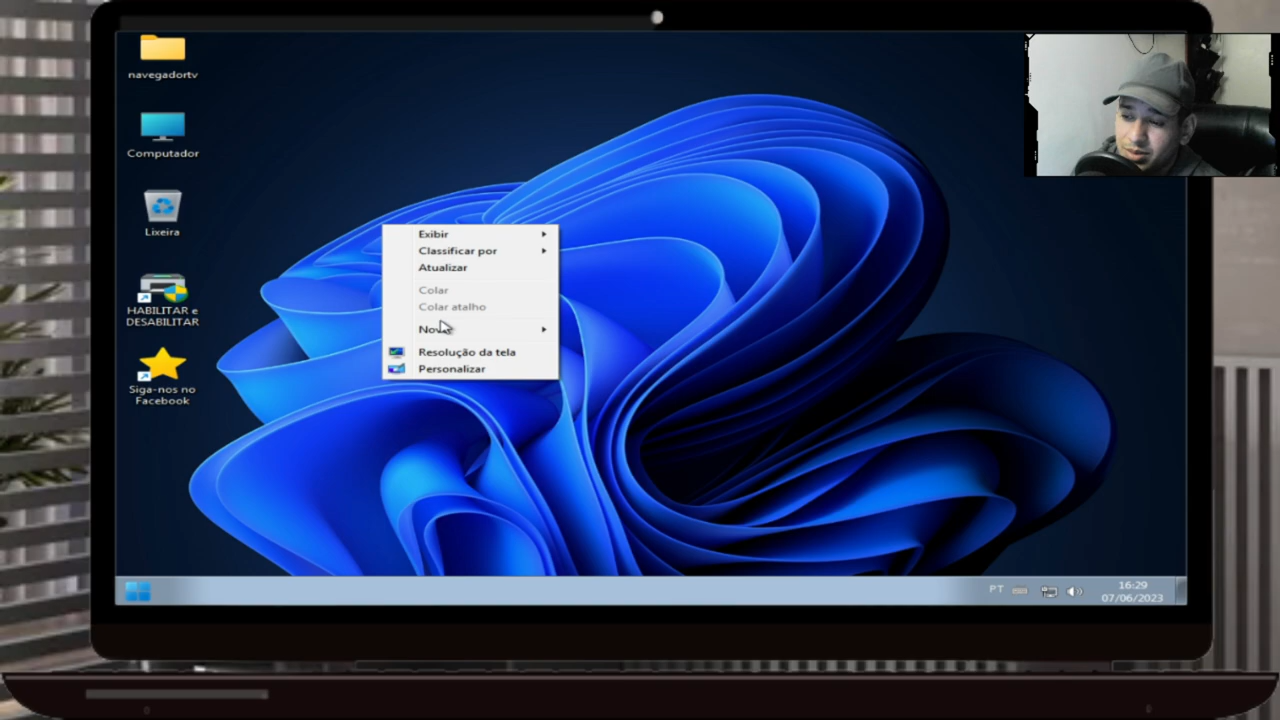 navegadortv
Computador
Lixeira
HABILITAR e
DESABILITAR
Siga-nos no
Facebook
Exibir
Classificar por
Atualizar
Colar
Colar atalho
Resolução da tela
Personalizar
PT
16:29
07/06/2023